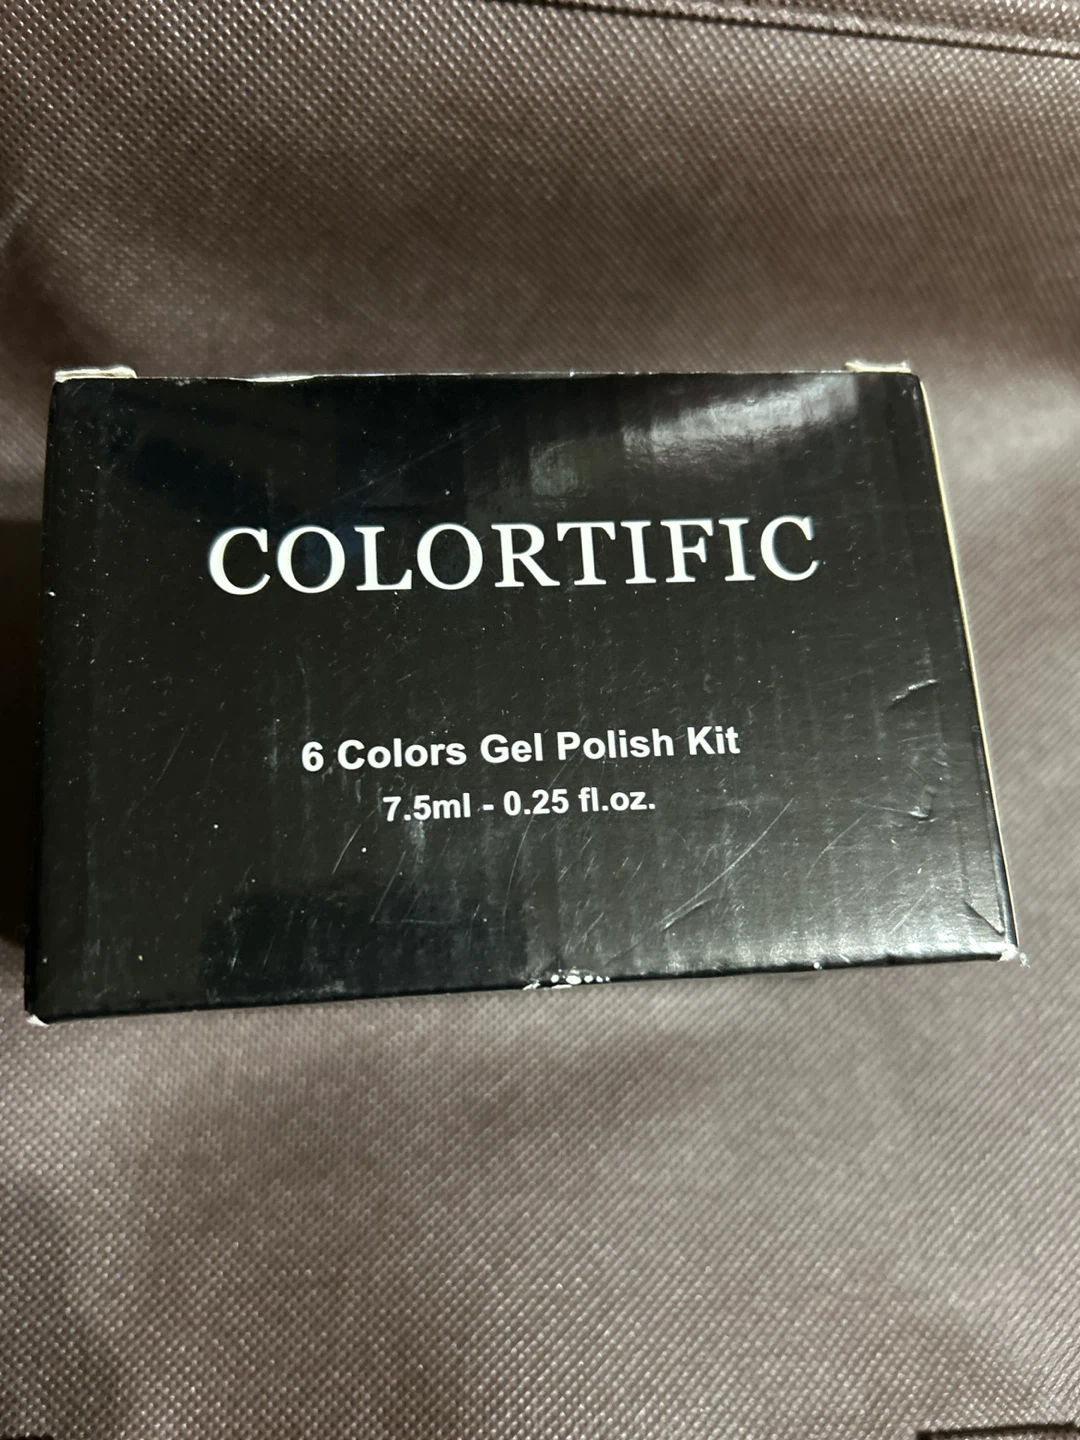 COLORTIFIC
6 Colors Gel Polish Kit
7.5ml - 0.25 fl.oz.